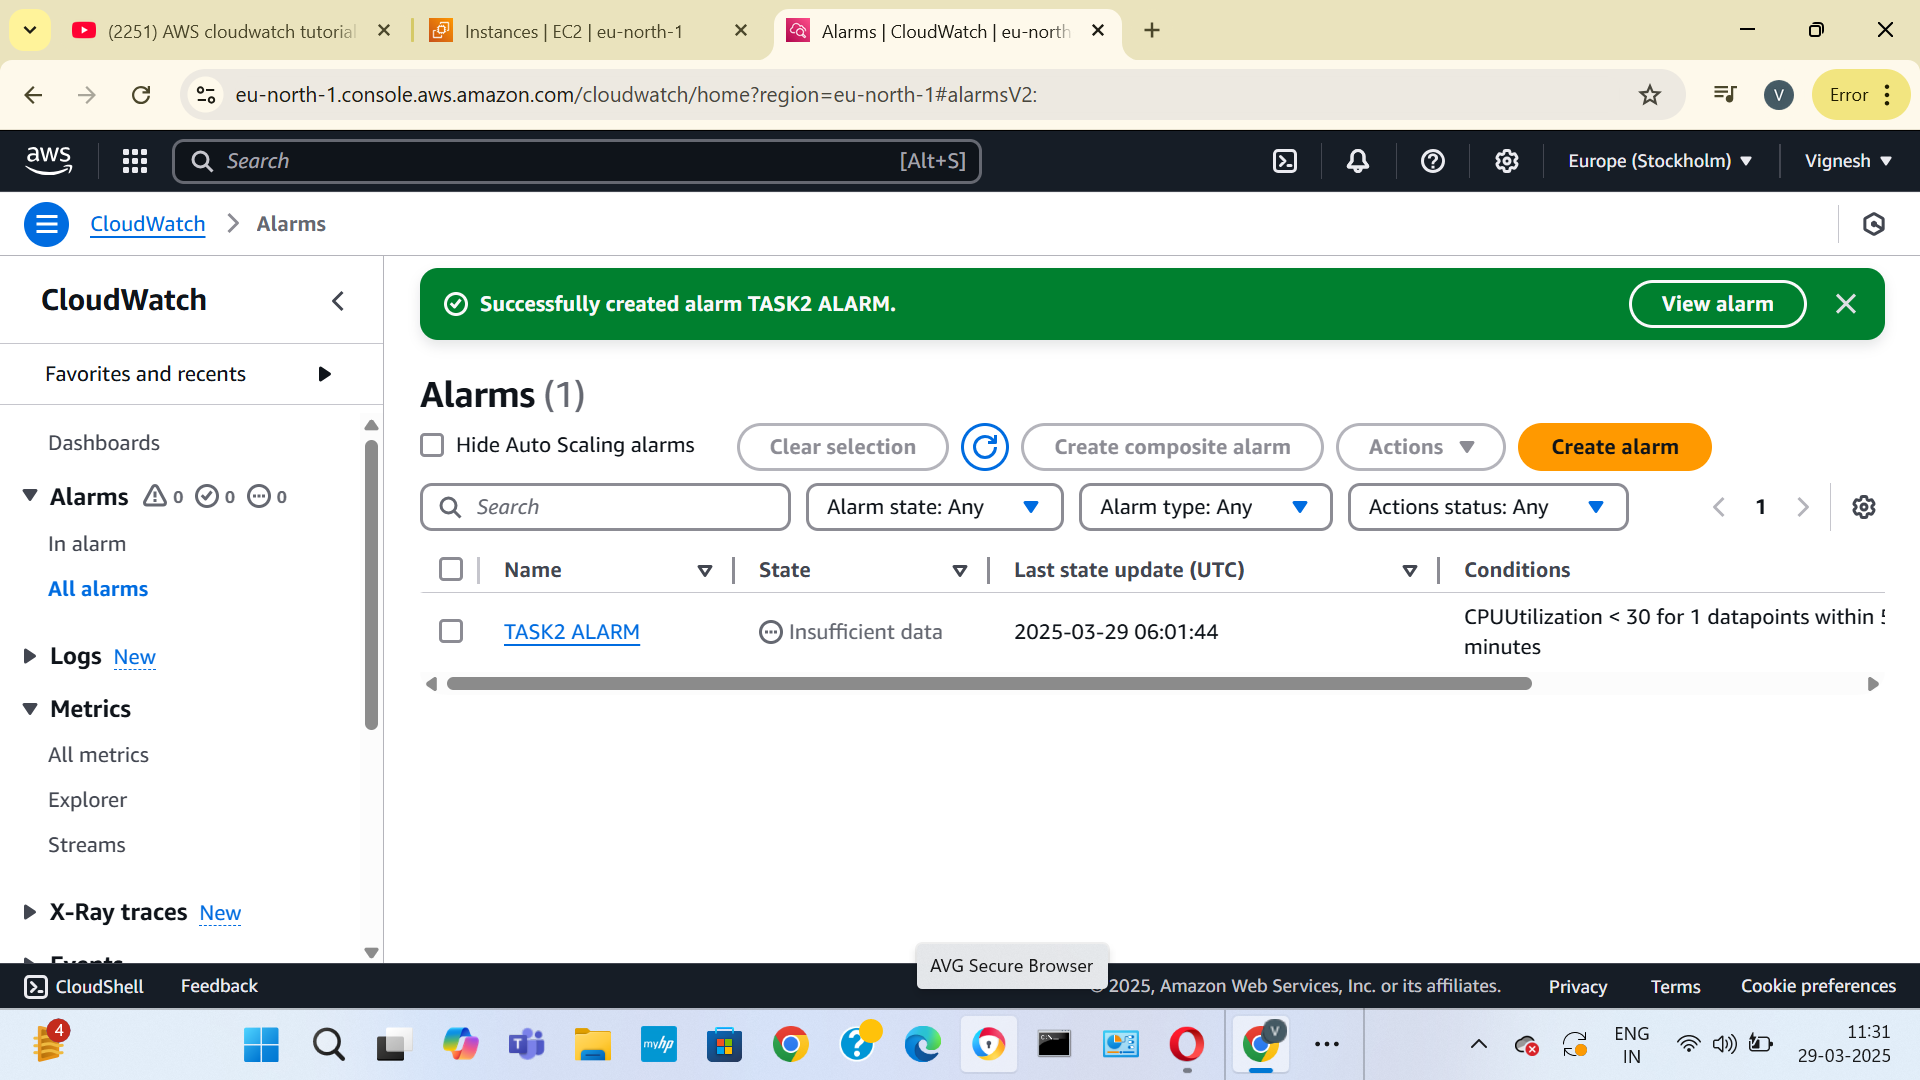 (2251) AWS cloudwatch tutorial
Instances | EC2 | eu-north-1
Alarms | CloudWatch | eu-north
eu-north-1.console.aws.amazon.com/cloudwatch/home?region=eu-north-1#alarmsV2:
V
Error
aws
Search
[Alt+S]
Europe (Stockholm)
Vignesh
CloudWatch
Alarms
CloudWatch
Favorites and recents
Dashboards
Alarms 0 0 0
In alarm
All alarms
Logs New
Metrics
All metrics
Explorer
Streams
X-Ray traces New
Events
Successfully created alarm TASK2 ALARM.
View alarm
Alarms (1)
Hide Auto Scaling alarms
Clear selection
Create composite alarm
Actions
Create alarm
Search
Alarm state: Any
Alarm type: Any
Actions status: Any
1
Name State Last state update (UTC) Conditions
TASK2 ALARM Insufficient data 2025-03-29 06:01:44 CPUUtilization < 30 for 1 datapoints within 5
minutes
AVG Secure Browser
CloudShell Feedback © 2025, Amazon Web Services, Inc. or its affiliates. Privacy Terms Cookie preferences
4
myhp
V
ENG
IN
11:31
29-03-2025